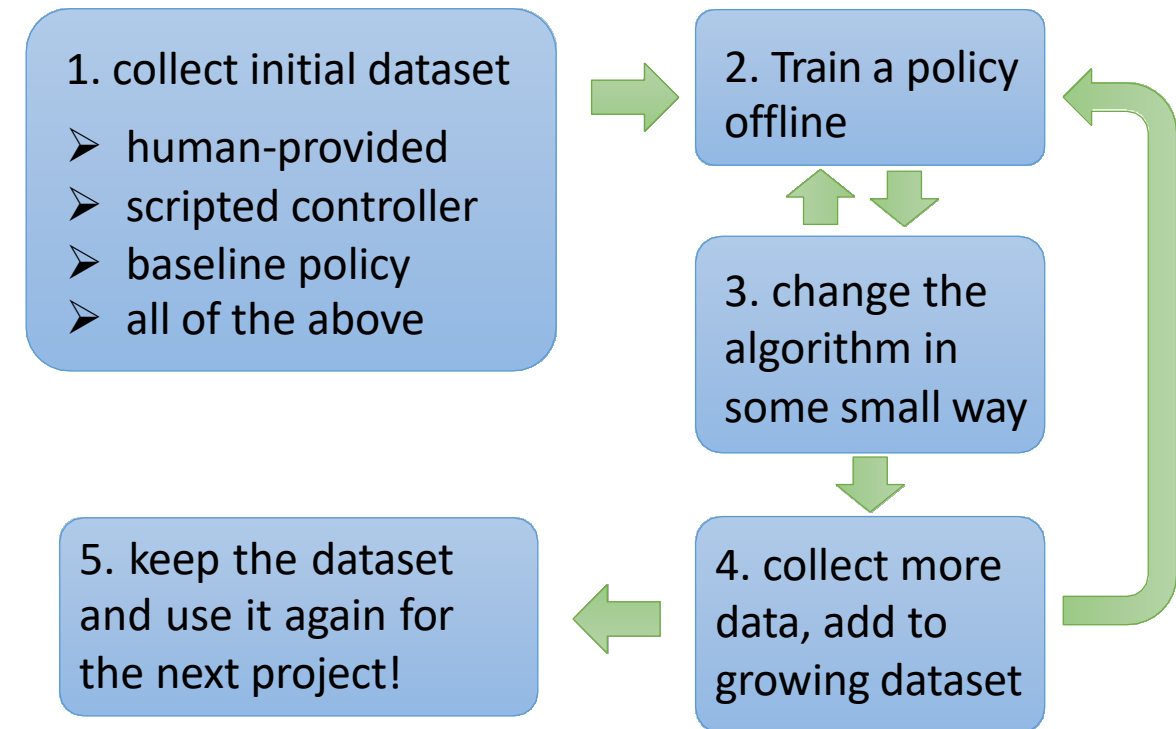 1. collect initial dataset
➢ human-provided
➢ scripted controller
➢ baseline policy
➢ all of the above
2. Train a policy
offline
3. change the
algorithm in
some small way
4. collect more
data, add to
growing dataset
5. keep the dataset
and use it again for
the next project!